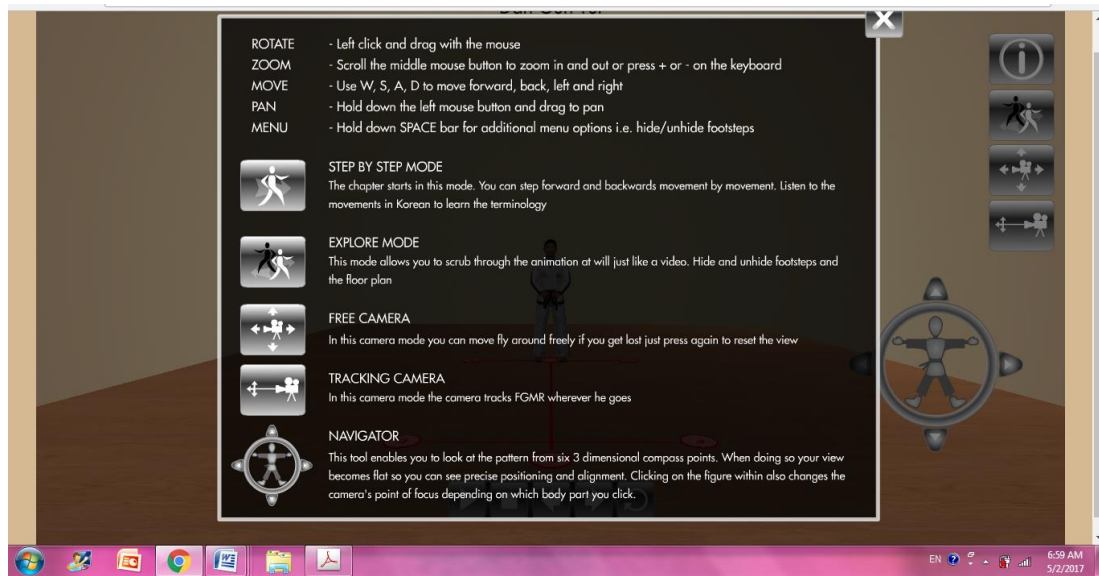 ROTATE - Left click and drag with the mouse
ZOOM - Scroll the middle mouse button to zoom in and out or press + or - on the keyboard
MOVE - Use W, S, A, D to move forward, back, left and right
PAN - Hold down the left mouse button and drag to pan
MENU - Hold down SPACE bar for additional menu options i.e. hide/unhide footsteps
STEP BY STEP MODE
The chapter starts in this mode. You can step forward and backwards movement by movement. Listen to the
movements in Korean to learn the terminology
EXPLORE MODE
This mode allows you to scrub through the animation at will just like a video. Hide and unhide footsteps and
the floor plan
FREE CAMERA
In this camera mode you can move fly around freely if you get lost just press again to reset the view
TRACKING CAMERA
In this camera mode the camera tracks FGMR wherever he goes
NAVIGATOR
This tool enables you to look at the pattern from six 3 dimensional compass points. When doing so your view
becomes flat so you can see precise positioning and alignment. Clicking on the figure within also changes the
camera's point of focus depending on which body part you click.
EN
6:59 AM
5/2/2017